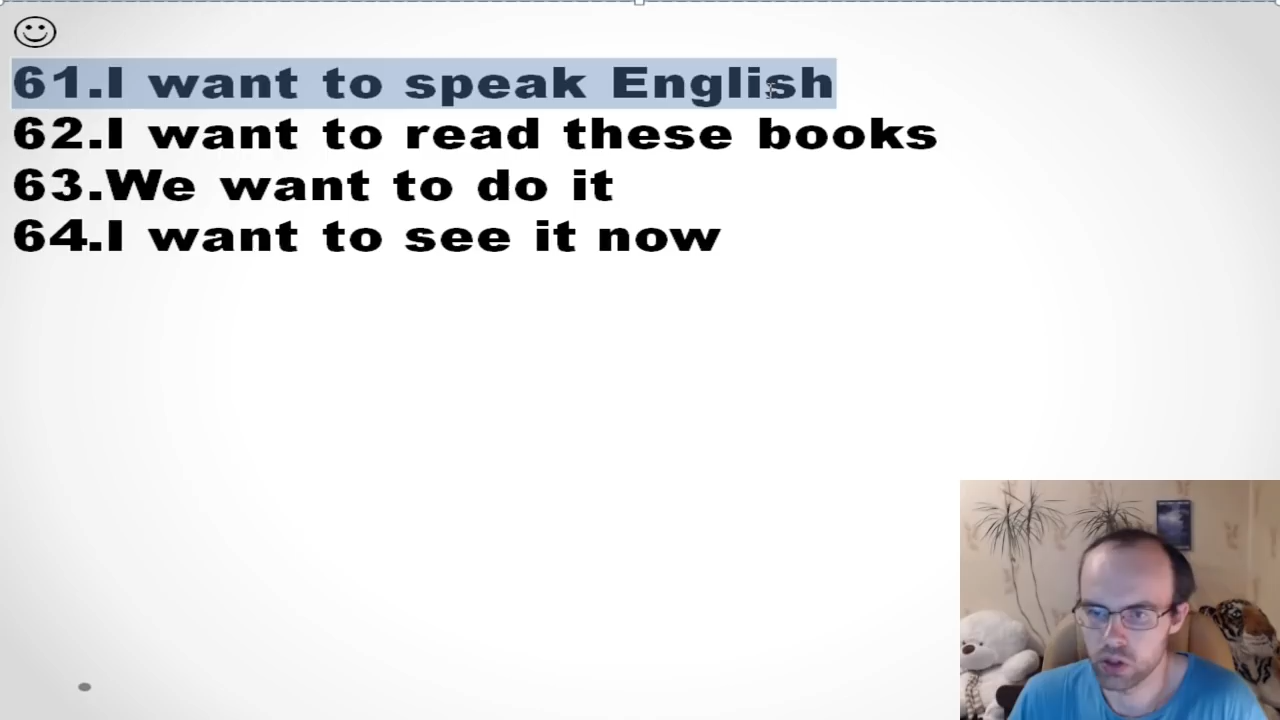 61.I want to speak English
62.I want to read these books
63.We want to do it
64.I want to see it now